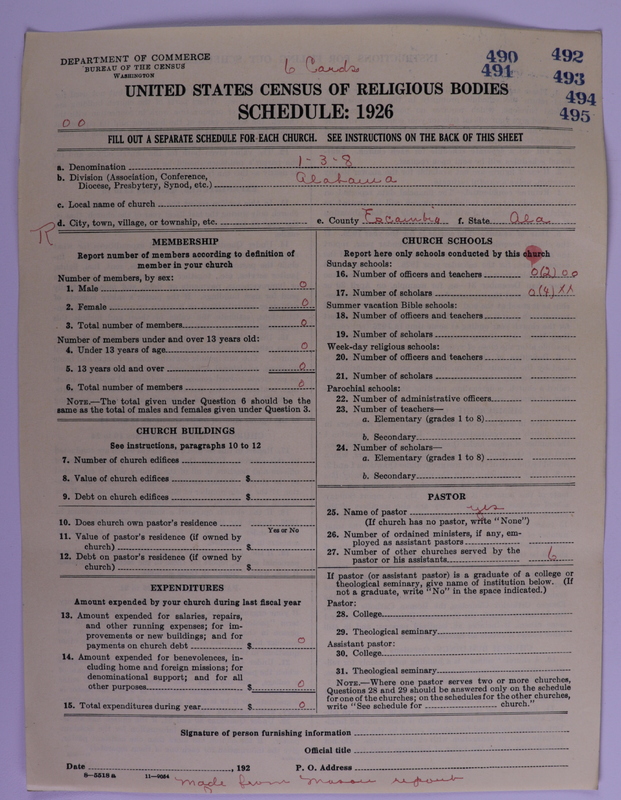 DEPARTMENT OF COMMERCE
BUREAU OF THE CENSUS
WASHINGTON
6 Cards
490 492
491 493
494
495
UNITED STATES CENSUS OF RELIGIOUS BODIES
SCHEDULE: 1926
0 0
FILL OUT A SEPARATE SCHEDULE FOR EACH CHURCH. SEE INSTRUCTIONS ON THE BACK OF THIS SHEET
a. Denomination 1-3-8
b. Division (Association, Conference, Diocese, Presbytery, Synod, etc.) Alabama
c. Local name of church
d. City, town, village, or township, etc. e. County Escambia f. State Ala
R
MEMBERSHIP
Report number of members according to definition of
member in your church
Number of members, by sex:
1. Male 0
2. Female 0
3. Total number of members 0
Number of members under and over 13 years old:
4. Under 13 years of age 0
5. 13 years old and over 0
6. Total number of members 0
NOTE.—The total given under Question 6 should be the
same as the total of males and females given under Question 3.
CHURCH BUILDINGS
See instructions, paragraphs 10 to 12
7. Number of church edifices
8. Value of church edifices $
9. Debt on church edifices $
10. Does church own pastor's residence
Yes or No
11. Value of pastor's residence (if owned by
church) $
12. Debt on pastor's residence (if owned by
church) $
EXPENDITURES
Amount expended by your church during last fiscal year
13. Amount expended for salaries, repairs,
and other running expenses; for im-
provements or new buildings; and for
payments on church debt $ 0
14. Amount expended for benevolences, in-
cluding home and foreign missions; for
denominational support; and for all
other purposes $ 0
15. Total expenditures during year $ 0
CHURCH SCHOOLS
Report here only schools conducted by this church
Sunday schools:
16. Number of officers and teachers 0(2) 00
17. Number of scholars 0(4) XX
Summer vacation Bible schools:
18. Number of officers and teachers
19. Number of scholars
Week-day religious schools:
20. Number of officers and teachers
21. Number of scholars
Parochial schools:
22. Number of administrative officers
23. Number of teachers—
a. Elementary (grades 1 to 8)
b. Secondary
24. Number of scholars—
a. Elementary (grades 1 to 8)
b. Secondary
PASTOR
25. Name of pastor yes
(If church has no pastor, write "None")
26. Number of ordained ministers, if any, em-
ployed as assistant pastors
27. Number of other churches served by the
pastor or his assistants 6
If pastor (or assistant pastor) is a graduate of a college or
theological seminary, give name of institution below. (If
not a graduate, write "No" in the space indicated.)
Pastor:
28. College
29. Theological seminary
Assistant pastor:
30. College
31. Theological seminary
NOTE.—Where one pastor serves two or more churches,
Questions 28 and 29 should be answered only on the schedule
for one of the churches; on the schedules for the other churches,
write "See schedule for church."
Signature of person furnishing information
Official title
Date , 192 P. O. Address
8-5518a 11-9064
made from Mason report